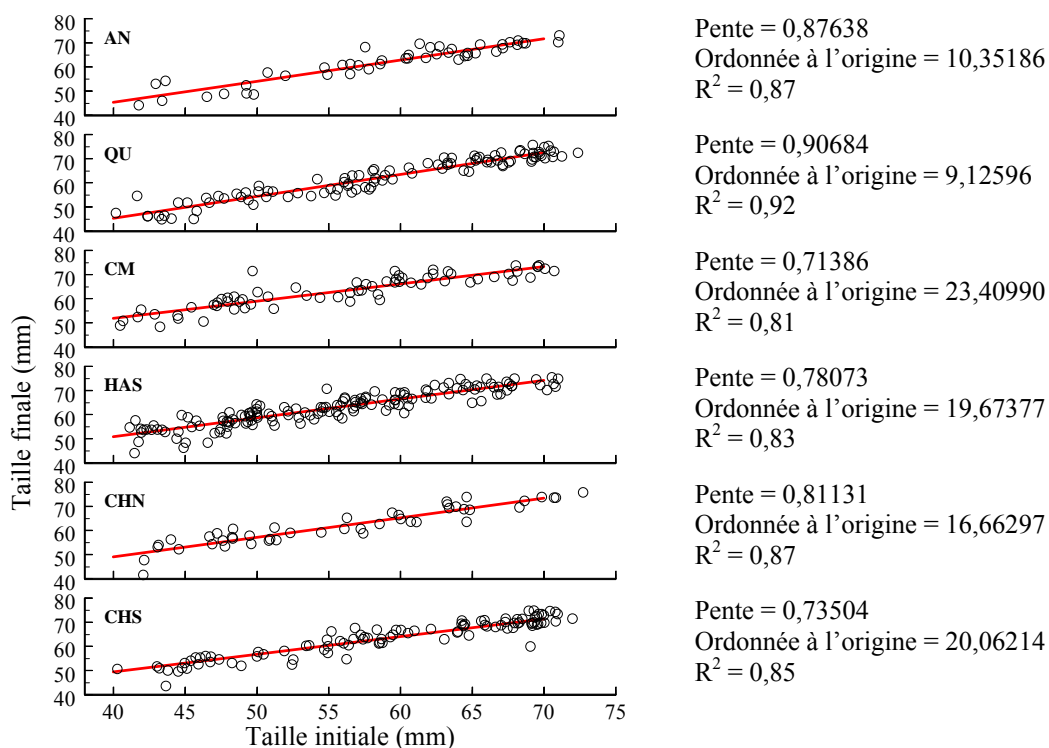 Taille finale (mm)
80
70
60
50
40
AN
Pente = 0,87638
Ordonnée à l’origine = 10,35186
R² = 0,87
80
70
60
50
40
QU
Pente = 0,90684
Ordonnée à l’origine = 9,12596
R² = 0,92
80
70
60
50
40
CM
Pente = 0,71386
Ordonnée à l’origine = 23,40990
R² = 0,81
80
70
60
50
40
HAS
Pente = 0,78073
Ordonnée à l’origine = 19,67377
R² = 0,83
80
70
60
50
40
CHN
Pente = 0,81131
Ordonnée à l’origine = 16,66297
R² = 0,87
80
70
60
50
40
CHS
Pente = 0,73504
Ordonnée à l’origine = 20,06214
R² = 0,85
40 45 50 55 60 65 70 75
Taille initiale (mm)